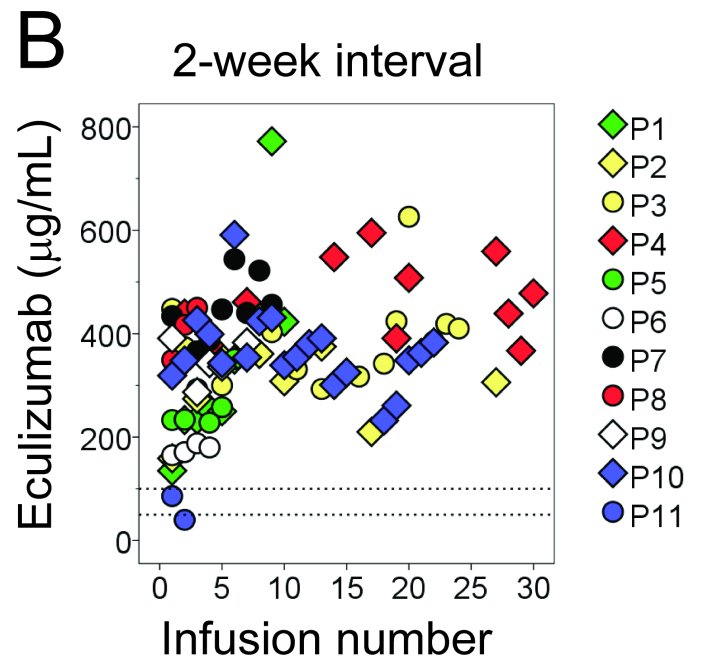 B
2-week interval
Eculizumab (µg/mL)
800
600
400
200
0
0 5 10 15 20 25 30
Infusion number
P1
P2
P3
P4
P5
P6
P7
P8
P9
P10
P11